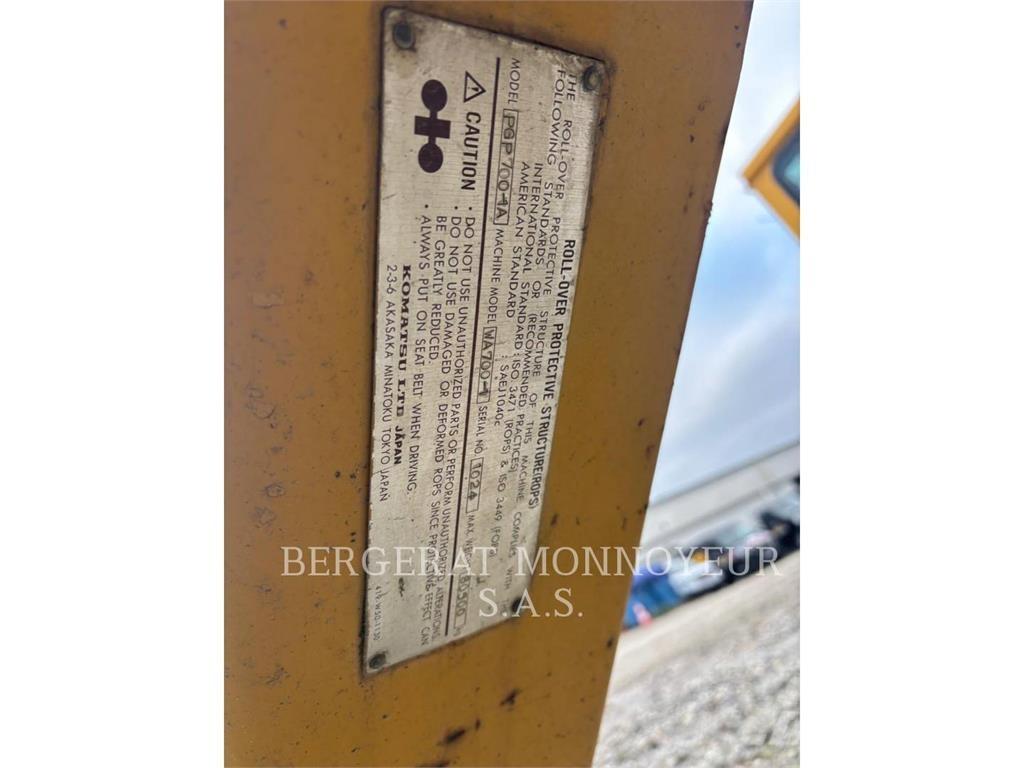 ROLL-OVER PROTECTIVE STRUCTURE(ROPS)
THE ROLL-OVER PROTECTIVE STRUCTURE OF THIS MACHINE COMPLIES WITH
FOLLOWING STANDARDS OR (RECOMMENDED PRACTICES)
INTERNATIONAL STANDARD : ISO 3471 (ROPS) & ISO 3449 (FOPS)
AMERICAN STANDARD : SAEJ1040c
MODEL PGP700-1A MACHINE MODEL WA700-1 SERIAL NO. 1024 MAX.
CAUTION
• DO NOT USE UNAUTHORIZED PARTS OR PERFORM UNAUTHORIZED ALTERATIONS.
• DO NOT USE DAMAGED OR DEFORMED ROPS SINCE PROTECTIVE EFFECT CAN
BE GREATLY REDUCED.
• ALWAYS PUT ON SEAT BELT WHEN DRIVING.
KOMATSU LTD JAPAN
2-3-6 AKASAKA MINATOKU TOKYO JAPAN
419-W50-1130
BERGERAT MONNOYEUR
S.A.S.